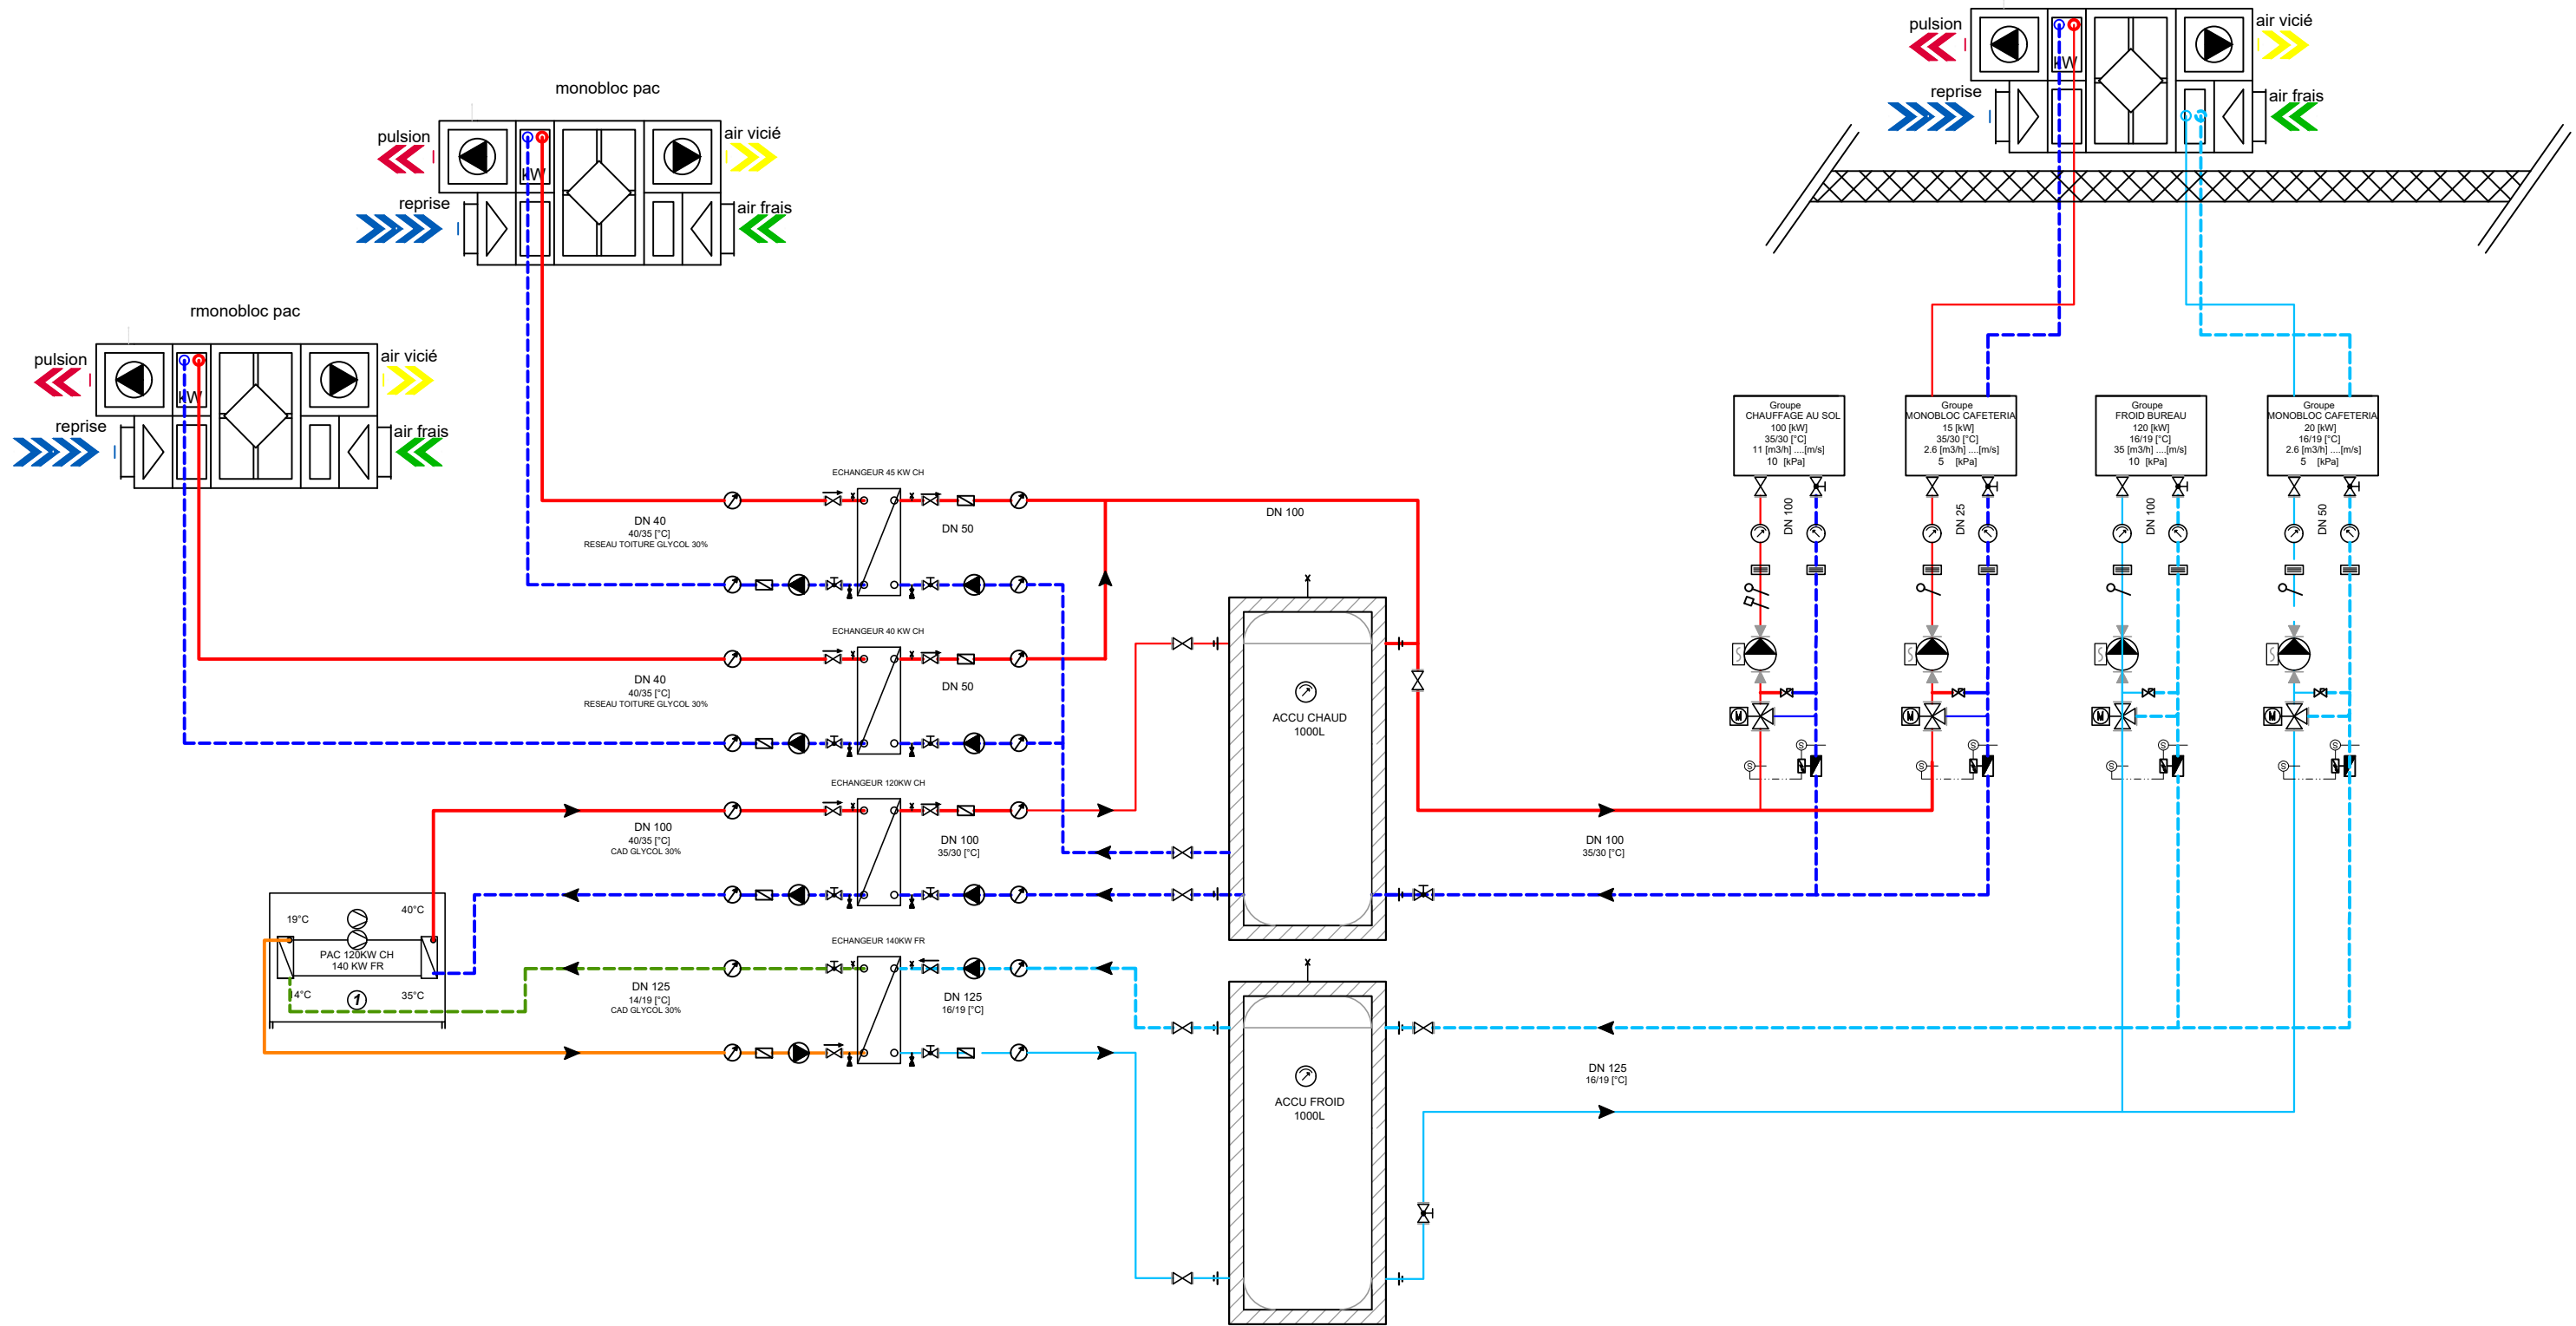 pulsion
air vicié
kW
reprise
air frais
monobloc pac
pulsion
air vicié
kW
reprise
air frais
rmonobloc pac
pulsion
air vicié
kW
reprise
air frais
Groupe
CHAUFFAGE AU SOL
100 [kW]
35/30 [°C]
11 [m3/h] ....[m/s]
10 [kPa]
Groupe
MONOBLOC CAFETERIA
15 [kW]
35/30 [°C]
2.6 [m3/h] ....[m/s]
5 [kPa]
Groupe
FROID BUREAU
120 [kW]
16/19 [°C]
35 [m3/h] ....[m/s]
10 [kPa]
Groupe
MONOBLOC CAFETERIA
20 [kW]
16/19 [°C]
2.6 [m3/h] ....[m/s]
5 [kPa]
DN 100
DN 25
DN 100
DN 50
M
M
M
M
S
S
S
S
S
S
S
S
ECHANGEUR 45 KW CH
DN 40
40/35 [°C]
RESEAU TOITURE GLYCOL 30%
DN 50
DN 100
ECHANGEUR 40 KW CH
DN 40
40/35 [°C]
RESEAU TOITURE GLYCOL 30%
DN 50
ACCU CHAUD
1000L
ECHANGEUR 120KW CH
DN 100
40/35 [°C]
CAD GLYCOL 30%
DN 100
35/30 [°C]
DN 100
35/30 [°C]
19°C
40°C
PAC 120KW CH
140 KW FR
14°C
1
35°C
ECHANGEUR 140KW FR
DN 125
14/19 [°C]
CAD GLYCOL 30%
DN 125
16/19 [°C]
ACCU FROID
1000L
DN 125
16/19 [°C]